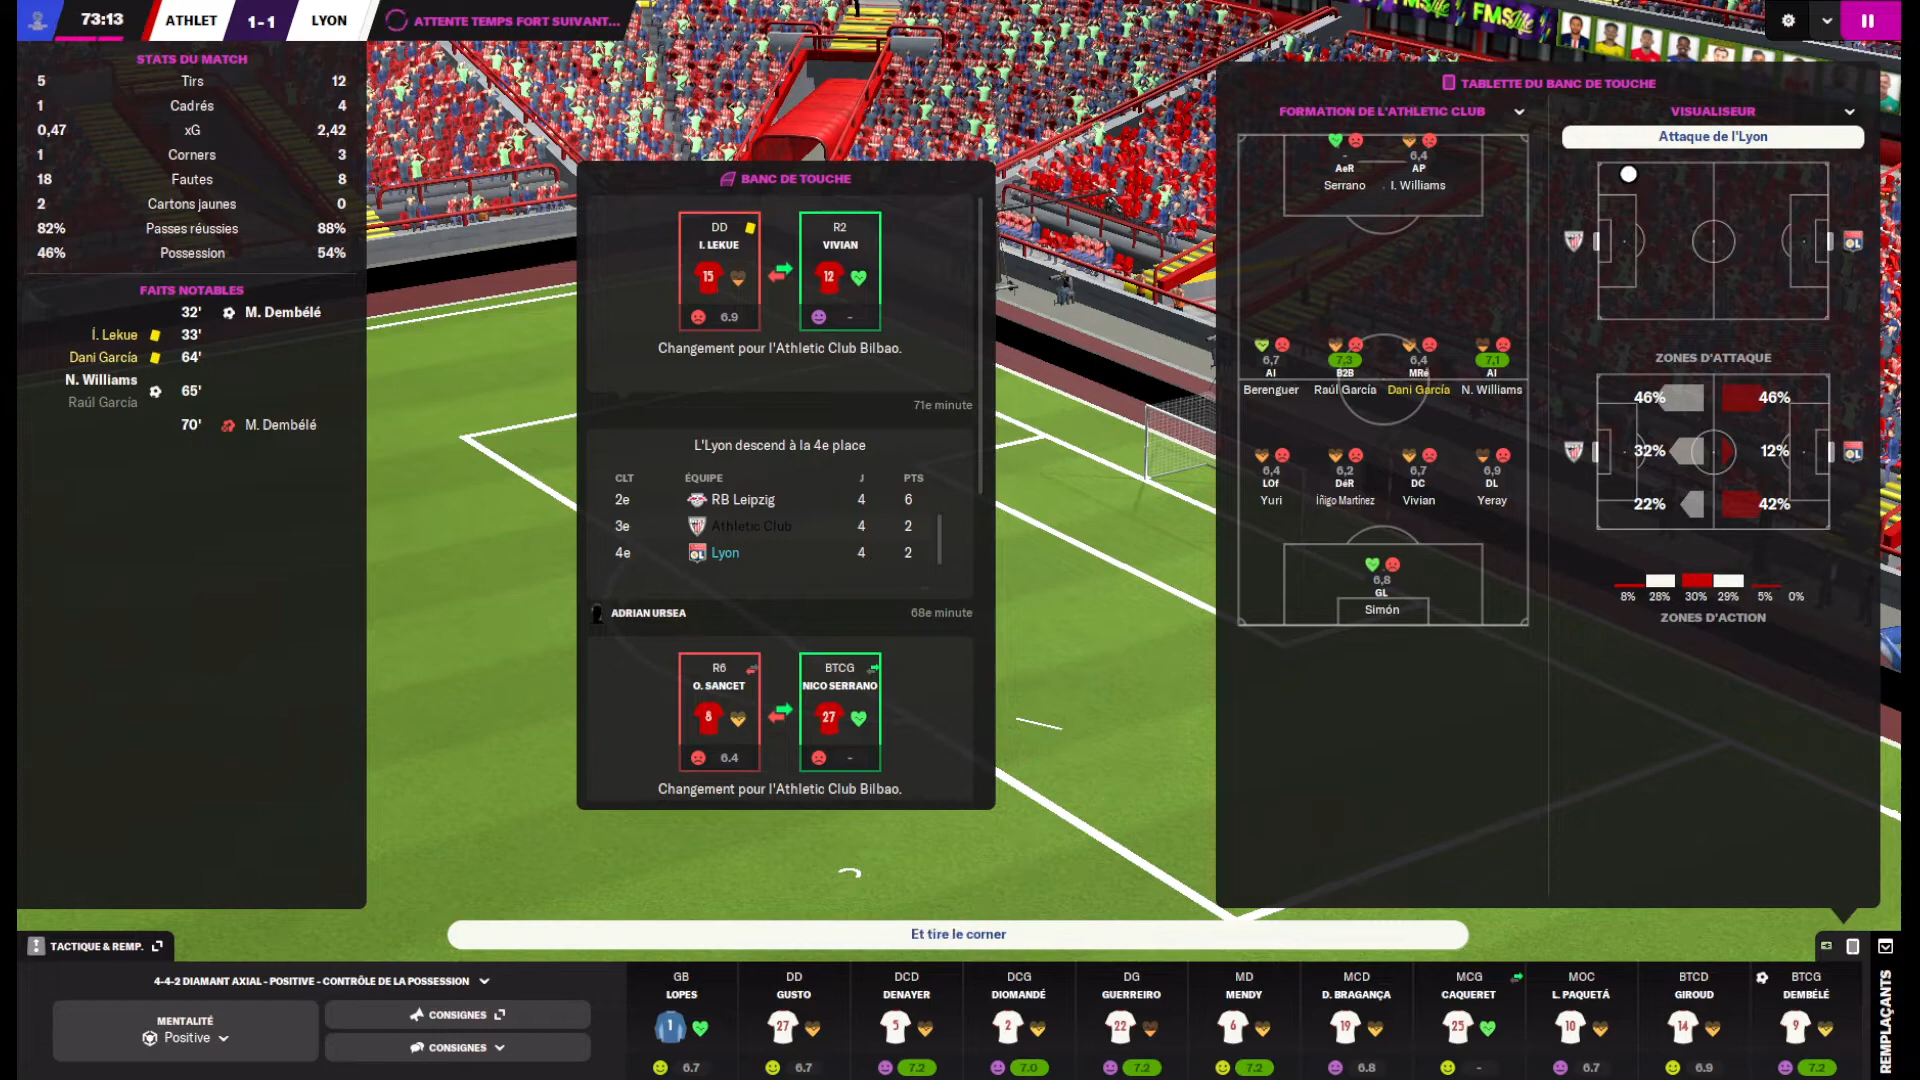 73:13
ATHLET
1-1
LYON
ATTENTE TEMPS FORT SUIVANT...
STATS DU MATCH
5 Tirs 12
1 Cadrés 4
0,47 xG 2,42
1 Corners 3
18 Fautes 8
2 Cartons jaunes 0
82% Passes réussies 88%
46% Possession 54%
FAITS NOTABLES
32' M. Dembélé
Í. Lekue 33'
Dani García 64'
N. Williams
65'
Raúl García
70' M. Dembélé
BANC DE TOUCHE
DD R2
I. LEKUE VIVIAN
15 12
6.9 -
Changement pour l'Athletic Club Bilbao.
71e minute
L'Lyon descend à la 4e place
CLT ÉQUIPE J PTS
2e RB Leipzig 4 6
3e Athletic Club 4 2
4e Lyon 4 2
ADRIAN URSEA 68e minute
R6 BTCG
O. SANCET NICO SERRANO
8 27
6.4 -
Changement pour l'Athletic Club Bilbao.
FMSlife
FMSlife
TABLETTE DU BANC DE TOUCHE
FORMATION DE L'ATHLETIC CLUB
- 6,4
AeR AP
Serrano I. Williams
6,7 7,3 6,4 7,1
AI B2B MRé AI
Berenguer Raúl García Dani García N. Williams
6,4 6,2 6,7 6,9
LOf DéR DC DL
Yuri Íñigo Martínez Vivian Yeray
6,8
GL
Simón
VISUALISEUR
Attaque de l'Lyon
OL
ZONES D'ATTAQUE
46% 46%
32% 12%
22% 42%
OL
8% 28% 30% 29% 5% 0%
ZONES D'ACTION
Et tire le corner
TACTIQUE & REMP.
4-4-2 DIAMANT AXIAL - POSITIVE - CONTRÔLE DE LA POSSESSION
MENTALITÉ
Positive
CONSIGNES
CONSIGNES
GB DD DCD DCG DG MD MCD MCG MOC BTCD BTCG
LOPES GUSTO DENAYER DIOMANDÉ GUERREIRO MENDY D. BRAGANÇA CAQUERET L. PAQUETÁ GIROUD DEMBÉLÉ
1 27 5 2 22 6 19 25 10 14 9
6.7 6.7 7.2 7.0 7.2 7.2 6.8 - 6.7 6.9 7.2
REMPLAÇANTS